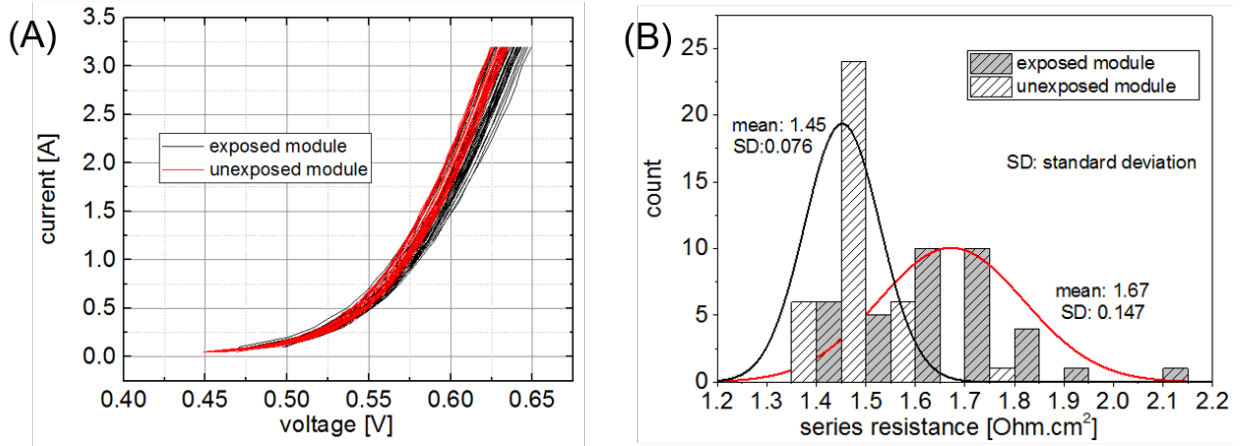 (A)
3.5
3.0
2.5
2.0
1.5
1.0
0.5
0.0
current [A]
exposed module
unexposed module
0.40 0.45 0.50 0.55 0.60 0.65
voltage [V]
(B)
25
20
15
10
5
0
count
exposed module
unexposed module
mean: 1.45
SD:0.076
SD: standard deviation
mean: 1.67
SD: 0.147
1.2 1.3 1.4 1.5 1.6 1.7 1.8 1.9 2.0 2.1 2.2
series resistance [Ohm.cm²]